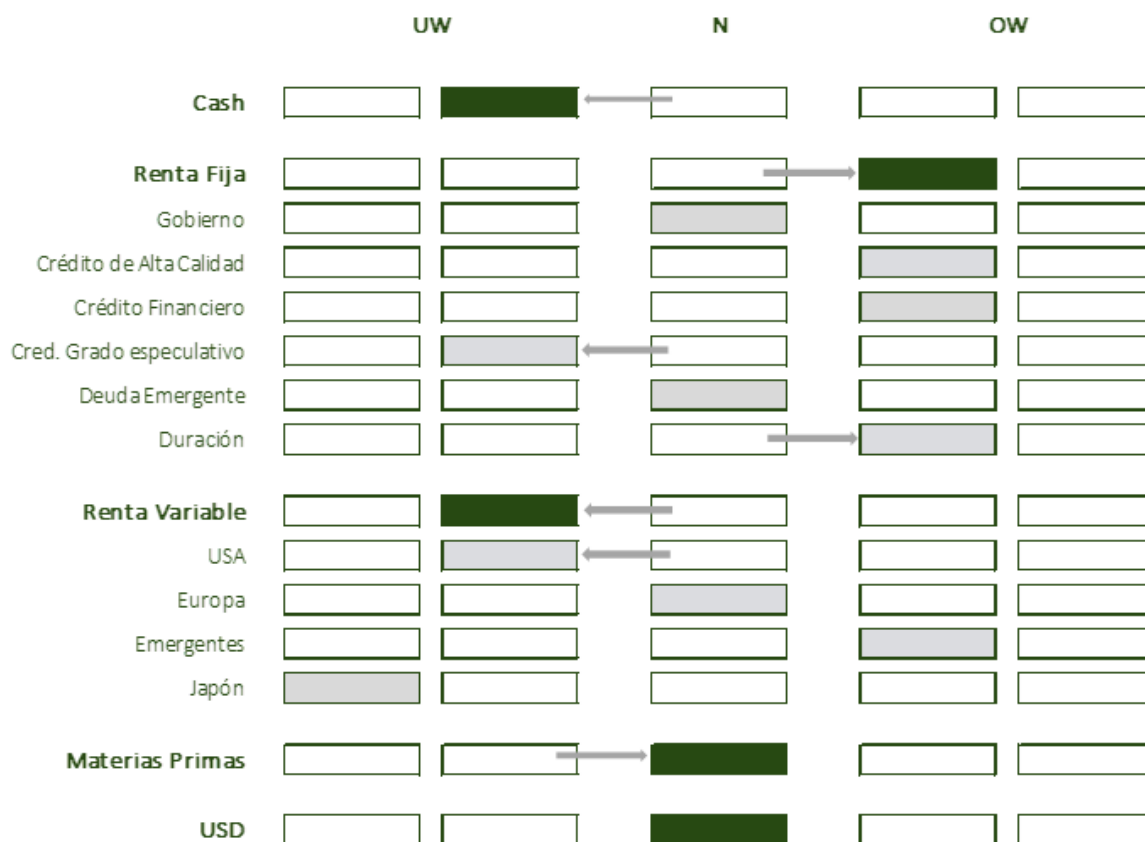 UW N OW
Cash
Renta Fija
Gobierno
Crédito de Alta Calidad
Crédito Financiero
Cred. Grado especulativo
Deuda Emergente
Duración
Renta Variable
USA
Europa
Emergentes
Japón
Materias Primas
USD